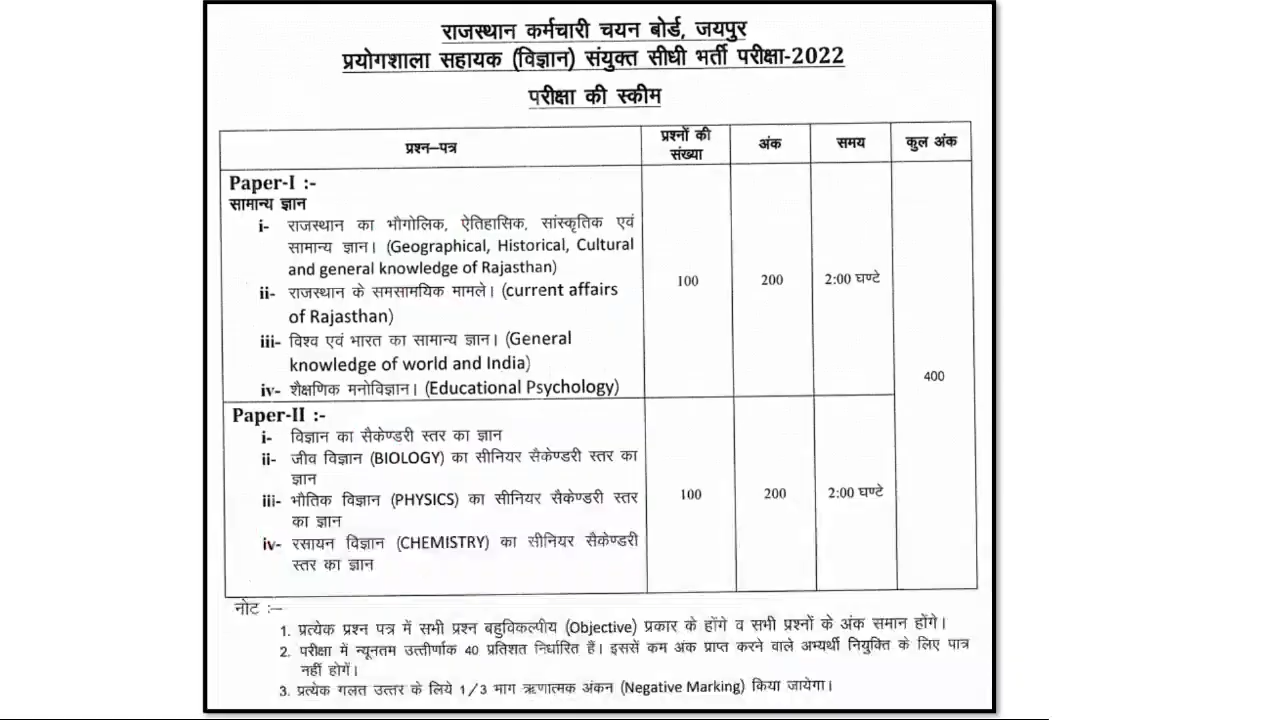 राजस्थान कर्मचारी चयन बोर्ड, जयपुर
प्रयोगशाला सहायक (विज्ञान) संयुक्त सीधी भर्ती परीक्षा-2022
परीक्षा की स्कीम
प्रश्न–पत्र
प्रश्नों की
संख्या
अंक
समय
कुल अंक
Paper-I :-
सामान्य ज्ञान
i- राजस्थान का भौगोलिक, ऐतिहासिक, सांस्कृतिक एवं
सामान्य ज्ञान। (Geographical, Historical, Cultural
and general knowledge of Rajasthan)
ii- राजस्थान के समसामयिक मामले। (current affairs
of Rajasthan)
iii- विश्व एवं भारत का सामान्य ज्ञान। (General
knowledge of world and India)
iv- शैक्षणिक मनोविज्ञान। (Educational Psychology)
100
200
2:00 घण्टे
400
Paper-II :-
i- विज्ञान का सैकेण्डरी स्तर का ज्ञान
ii- जीव विज्ञान (BIOLOGY) का सीनियर सैकेण्डरी स्तर का
ज्ञान
iii- भौतिक विज्ञान (PHYSICS) का सीनियर सैकेण्डरी स्तर
का ज्ञान
iv- रसायन विज्ञान (CHEMISTRY) का सीनियर सैकेण्डरी
स्तर का ज्ञान
100
200
2:00 घण्टे
नोट :–
1. प्रत्येक प्रश्न पत्र में सभी प्रश्न बहुविकल्पीय (Objective) प्रकार के होंगे व सभी प्रश्नों के अंक समान होंगे।
2. परीक्षा में न्यूनतम उत्तीर्णाक 40 प्रतिशत निर्धारित हैं। इससें कम अंक प्राप्त करने वाले अभ्यर्थी नियुक्ति के लिए पात्र
नहीं होगें।
3. प्रत्येक गलत उत्तर के लिये 1/3 भाग ऋणात्मक अंकन (Negative Marking) किया जायेगा।